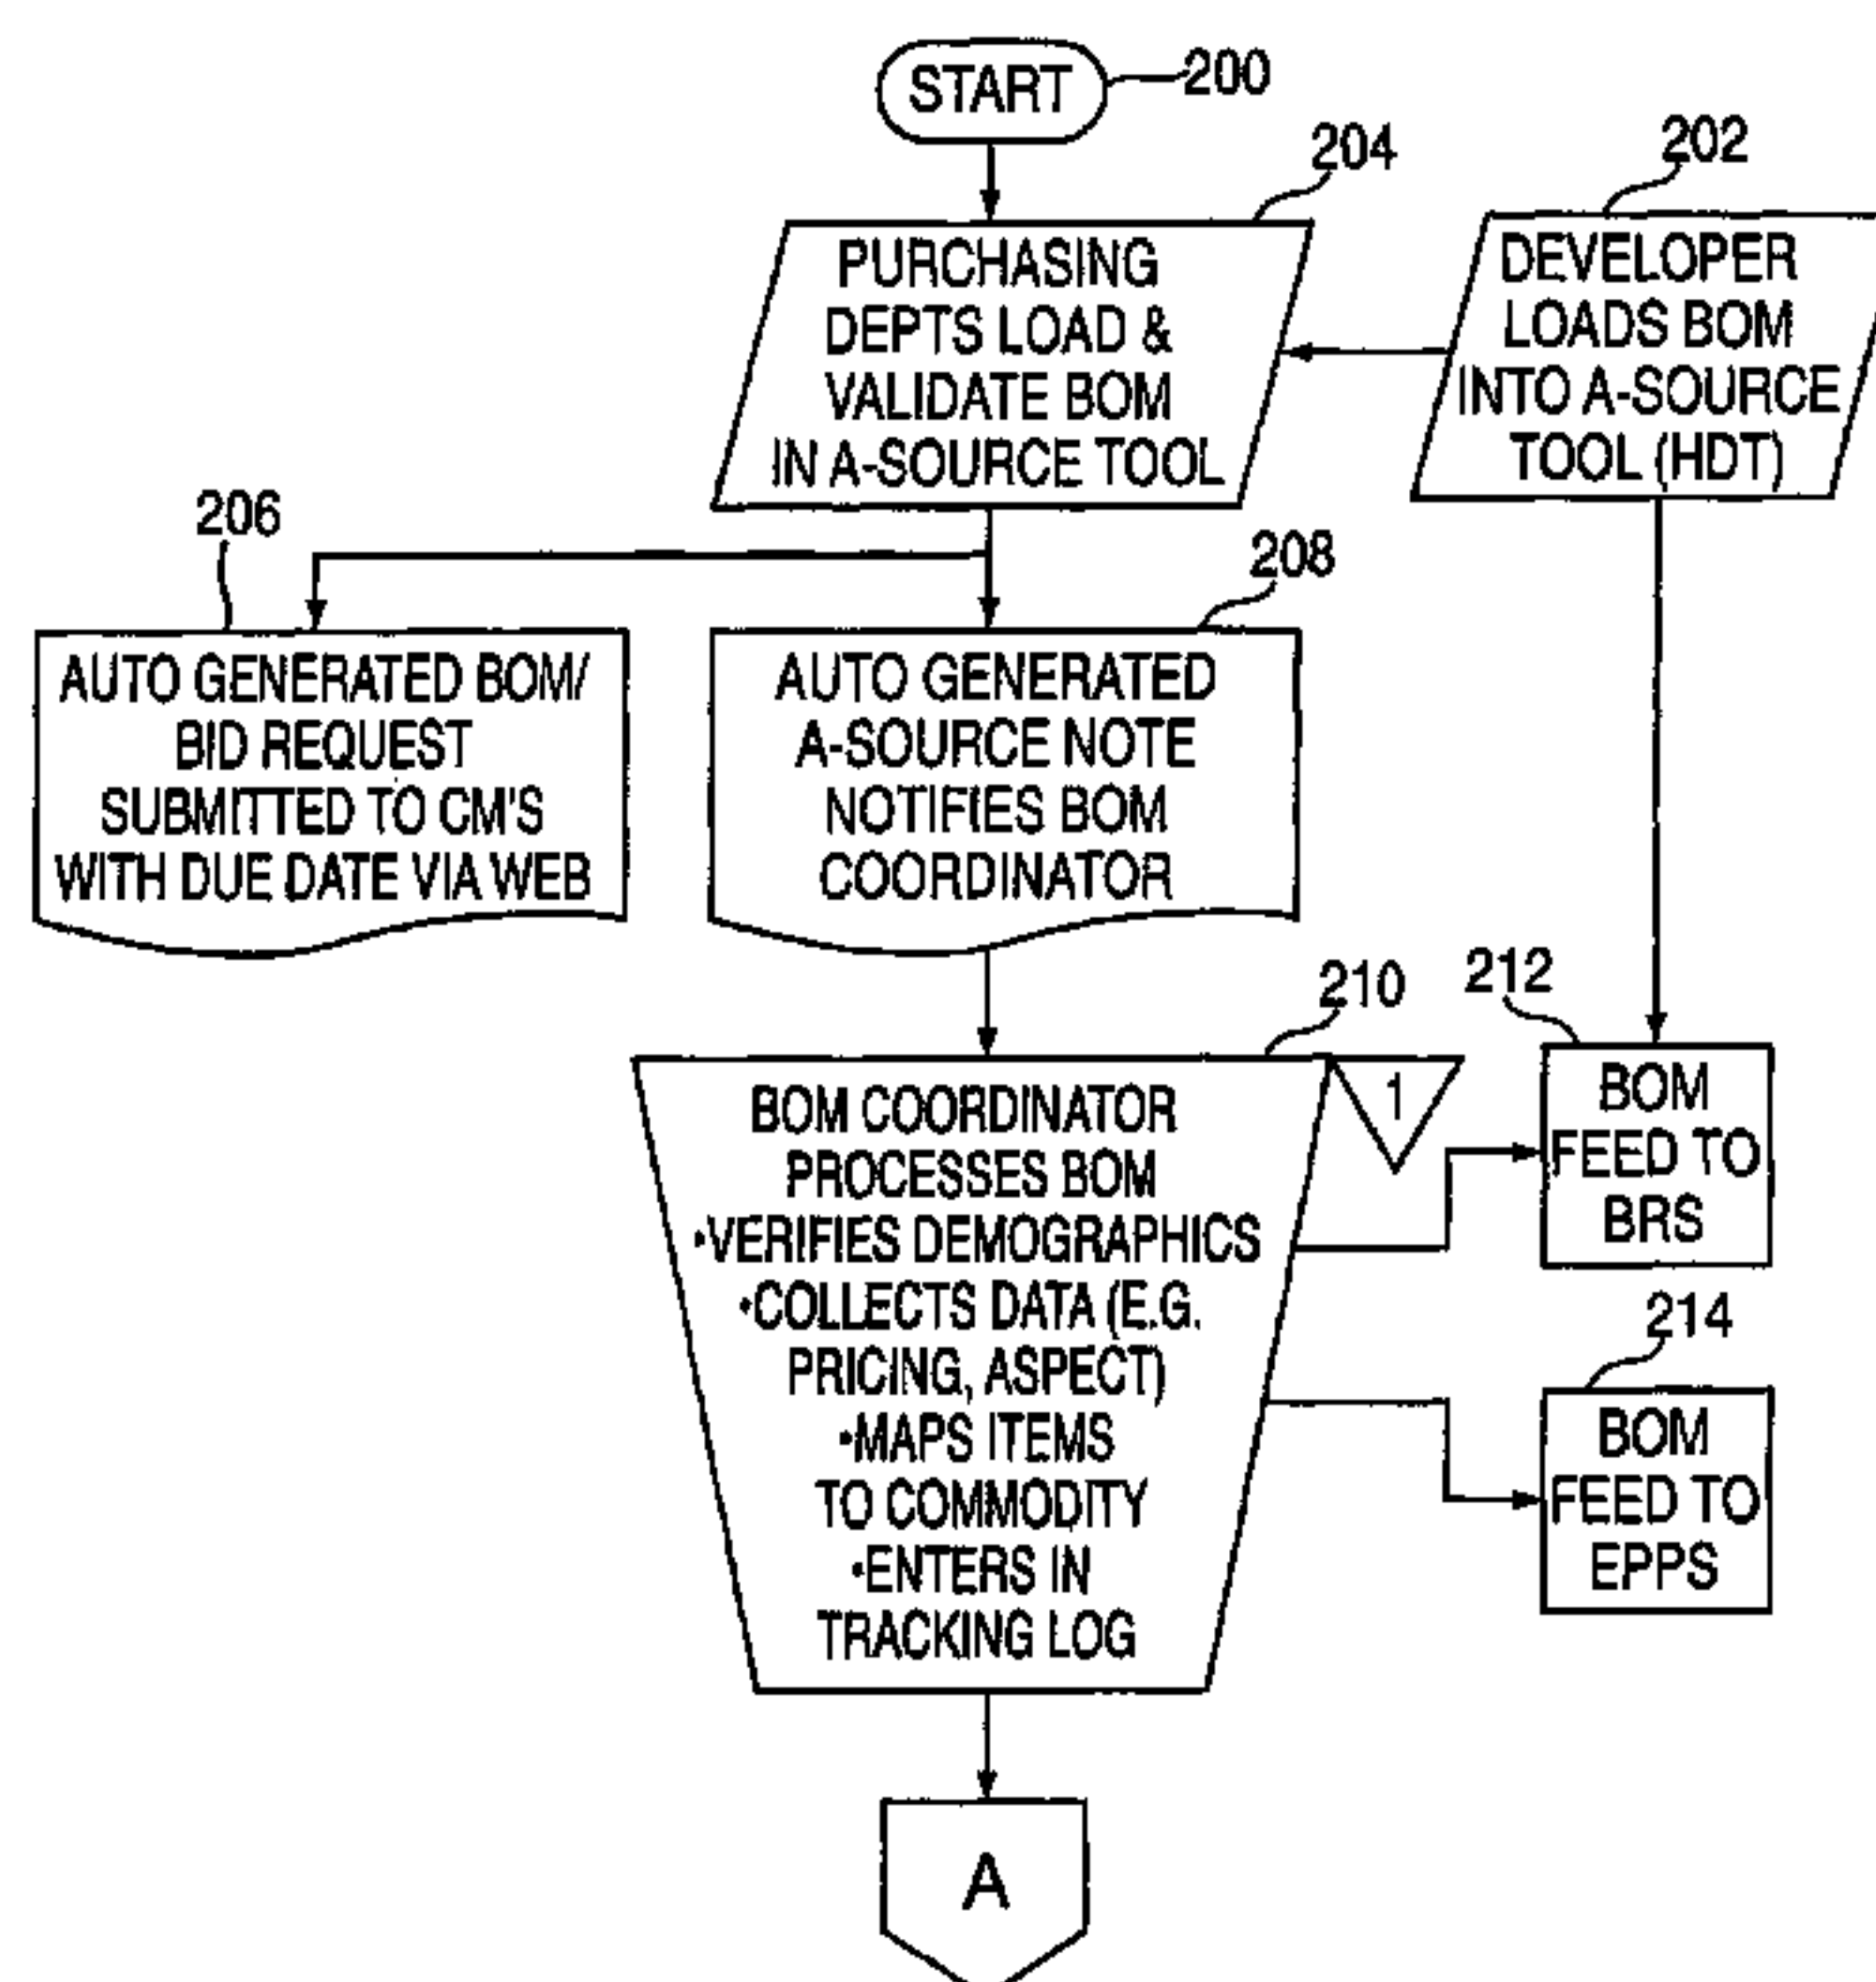 START
200
204
202
PURCHASING
DEPTS LOAD &
VALIDATE BOM
IN A-SOURCE TOOL
DEVELOPER
LOADS BOM
INTO A-SOURCE
TOOL (HDT)
206
208
AUTO GENERATED BOM/
BID REQUEST
SUBMITTED TO CM'S
WITH DUE DATE VIA WEB
AUTO GENERATED
A-SOURCE NOTE
NOTIFIES BOM
COORDINATOR
210
212
BOM COORDINATOR
PROCESSES BOM
•VERIFIES DEMOGRAPHICS
•COLLECTS DATA (E.G.
PRICING, ASPECT)
•MAPS ITEMS
TO COMMODITY
•ENTERS IN
TRACKING LOG
1
BOM
FEED TO
BRS
214
BOM
FEED TO
EPPS
A